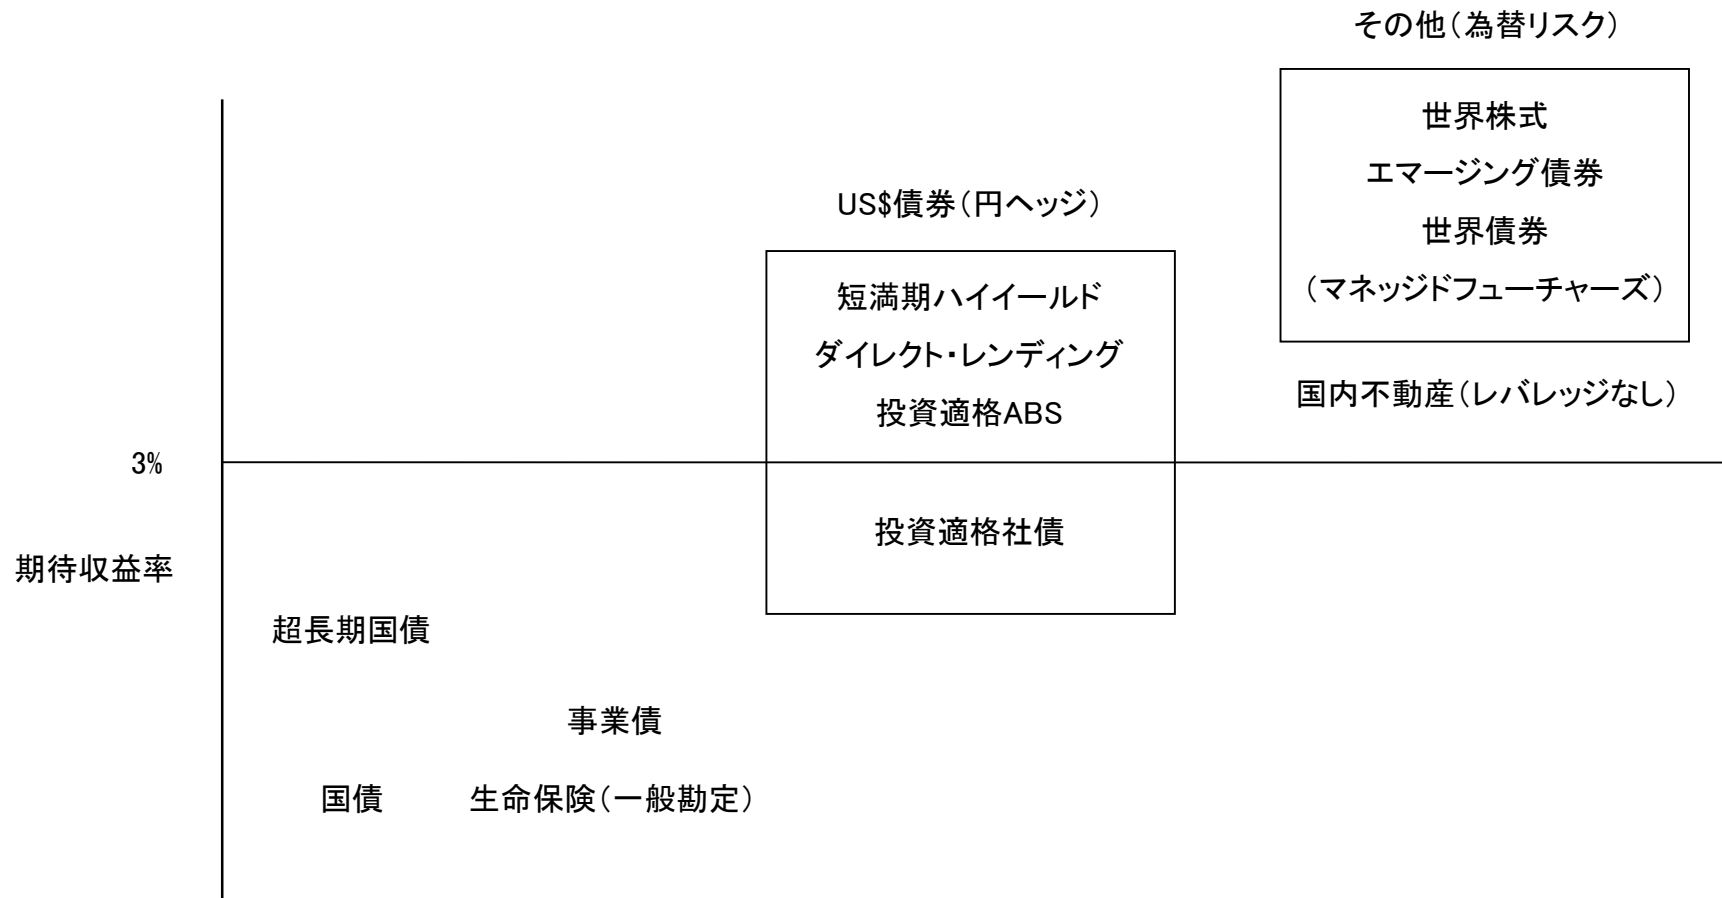 その他（為替リスク）
世界株式
エマージング債券
世界債券
（マネッジドフューチャーズ）
国内不動産（レバレッジなし）
US$債券（円ヘッジ）
短満期ハイイールド
ダイレクト・レンディング
投資適格ABS
投資適格社債
3%
期待収益率
超長期国債
事業債
国債
生命保険（一般勘定）